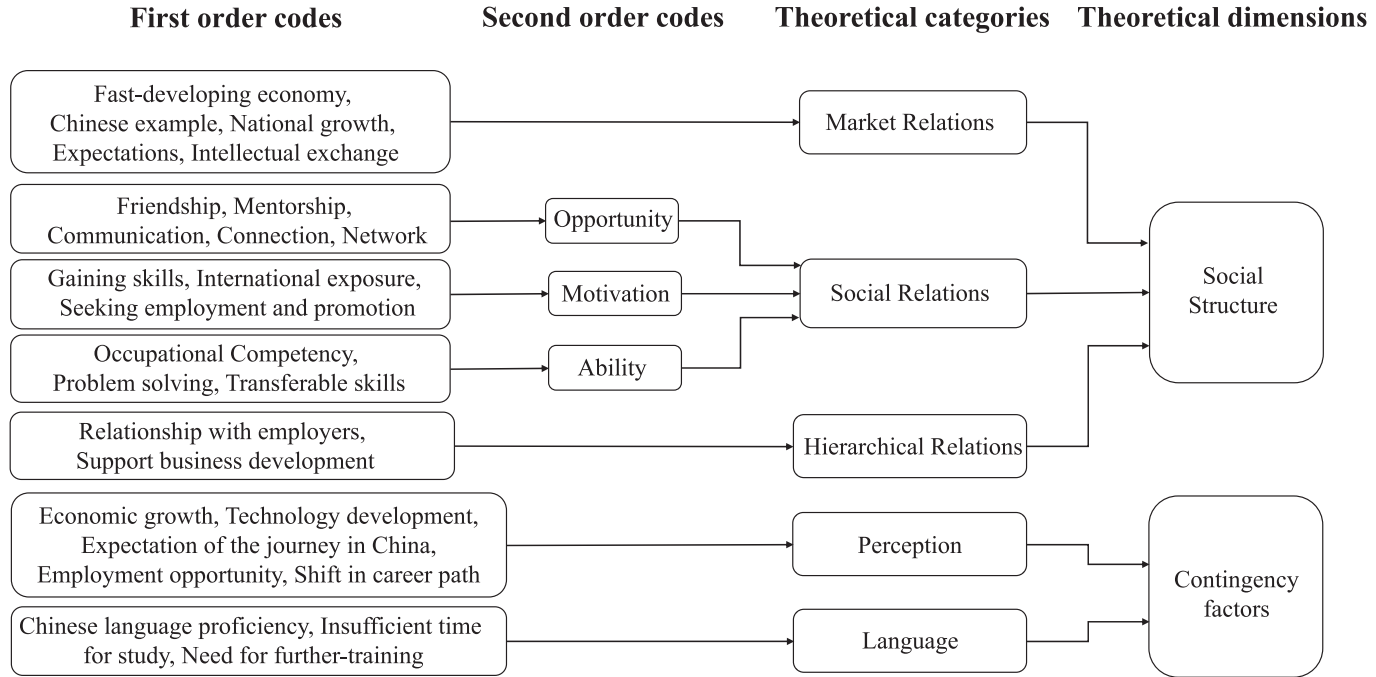 First order codes
Second order codes
Theoretical categories
Theoretical dimensions
Fast-developing economy,
Chinese example, National growth,
Expectations, Intellectual exchange
Market Relations
Friendship, Mentorship,
Communication, Connection, Network
Opportunity
Gaining skills, International exposure,
Seeking employment and promotion
Motivation
Social Relations
Occupational Competency,
Problem solving, Transferable skills
Ability
Relationship with employers,
Support business development
Hierarchical Relations
Social
Structure
Economic growth, Technology development,
Expectation of the journey in China,
Employment opportunity, Shift in career path
Perception
Chinese language proficiency, Insufficient time
for study, Need for further-training
Language
Contingency
factors